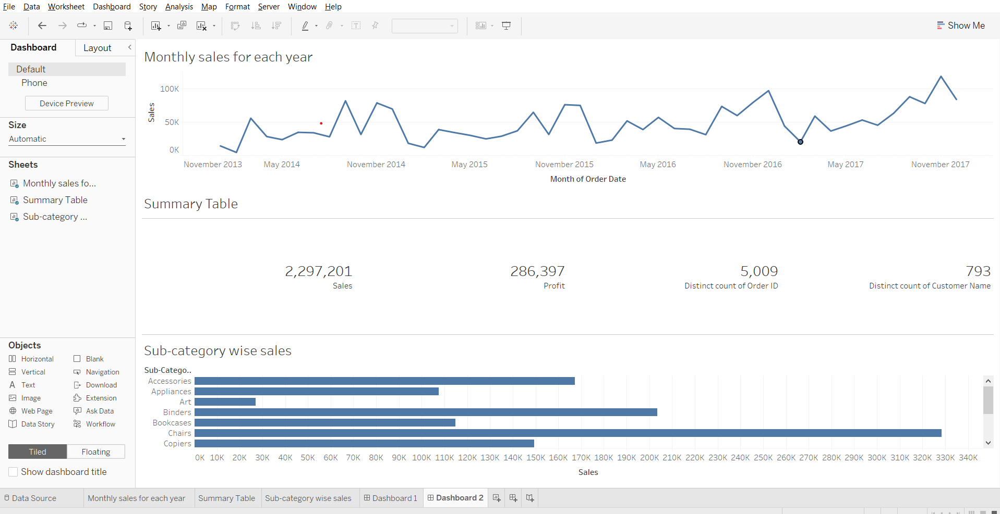 File Data Worksheet Dashboard Story Analysis Map Format Server Window Help
Show Me
Dashboard Layout
Default
Phone
Device Preview
Size
Automatic
Sheets
Monthly sales fo...
Summary Table
Sub-category ...
Objects
Horizontal Blank
Vertical Navigation
Text Download
Image Extension
Web Page Ask Data
Data Story Workflow
Tiled Floating
Show dashboard title
Monthly sales for each year
Sales
100K
50K
0K
November 2013 May 2014 November 2014 May 2015 November 2015 May 2016 November 2016 May 2017 November 2017
Month of Order Date
Summary Table
2,297,201 286,397 5,009 793
Sales Profit Distinct count of Order ID Distinct count of Customer Name
Sub-category wise sales
Sub-Catego..
Accessories
Appliances
Art
Binders
Bookcases
Chairs
Copiers
0K 10K 20K 30K 40K 50K 60K 70K 80K 90K 100K 110K 120K 130K 140K 150K 160K 170K 180K 190K 200K 210K 220K 230K 240K 250K 260K 270K 280K 290K 300K 310K 320K 330K 340K
Sales
Data Source Monthly sales for each year Summary Table Sub-category wise sales Dashboard 1 Dashboard 2